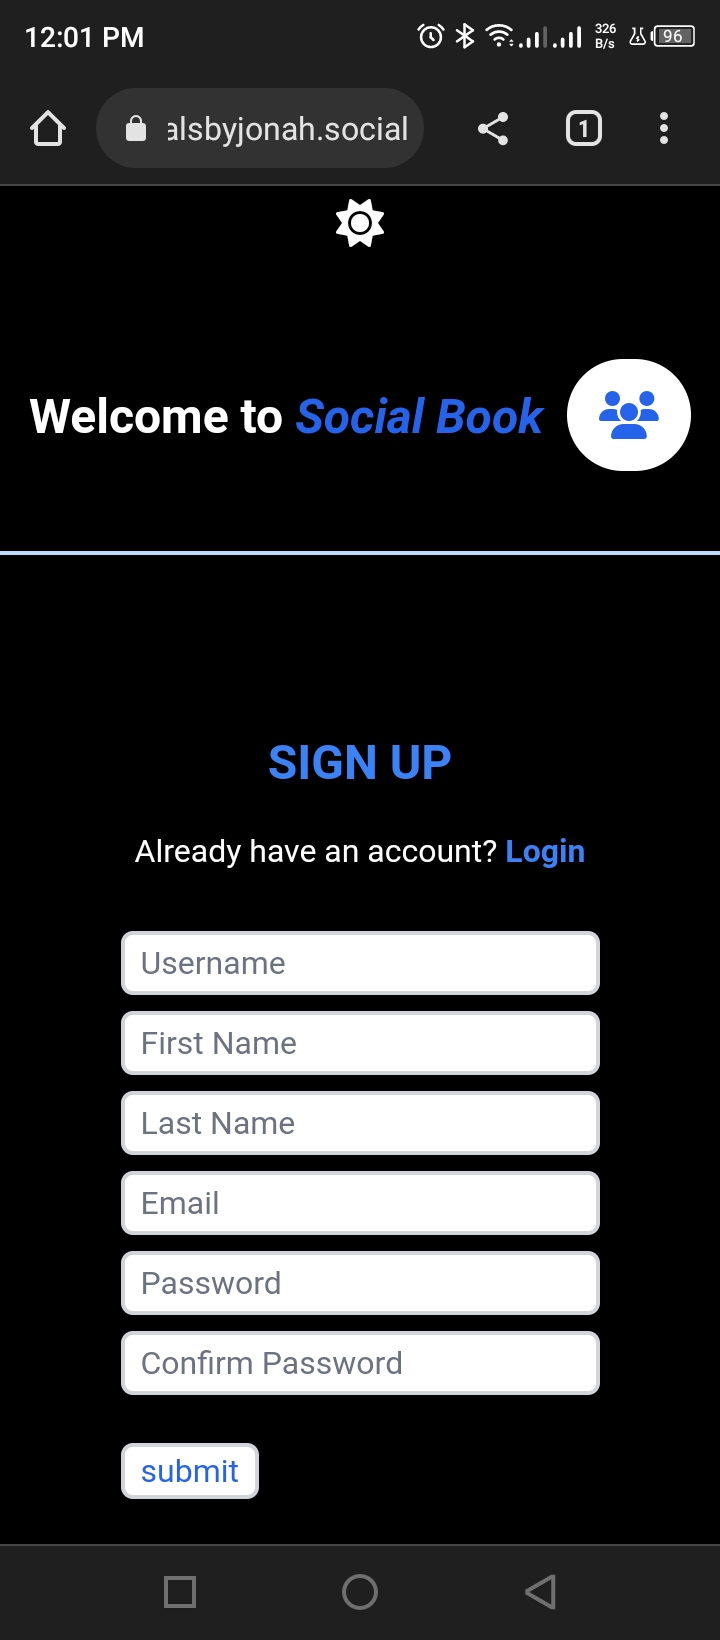 12:01 PM
326
B/s
96
alsbyjonah.social
1
Welcome to Social Book
SIGN UP
Already have an account? Login
Username
First Name
Last Name
Email
Password
Confirm Password
submit